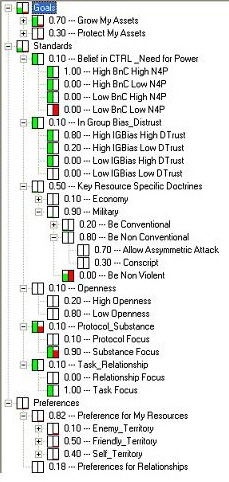 Goals
0.70 --- Grow My Assets
0.30 --- Protect My Assets
Standards
0.10 --- Belief in CTRL _Need for Power
1.00 --- High BnC High N4P
0.00 --- High BnC Low N4P
0.00 --- Low BnC High N4P
0.00 --- Low BnC Low N4P
0.10 --- In Group Bias_Distrust
0.80 --- High IGBias High DTrust
0.20 --- High IGBias Low DTrust
0.00 --- Low IGBias High DTrust
0.00 --- Low IGBias Low DTrust
0.50 --- Key Resource Specific Doctrines
0.10 --- Economy
0.90 --- Military
0.20 --- Be Conventional
0.80 --- Be Non Conventional
0.70 --- Allow Assymetric Attack
0.30 --- Conscript
0.00 --- Be Non Violent
0.10 --- Openness
0.20 --- High Openness
0.80 --- Low Openness
0.10 --- Protocol_Substance
0.10 --- Protocol Focus
0.90 --- Substance Focus
0.10 --- Task_Relationship
0.00 --- Relationship Focus
1.00 --- Task Focus
Preferences
0.82 --- Preference for My Resources
0.10 --- Enemy_Territory
0.50 --- Friendly_Territory
0.40 --- Self_Territory
0.18 --- Preferences for Relationships